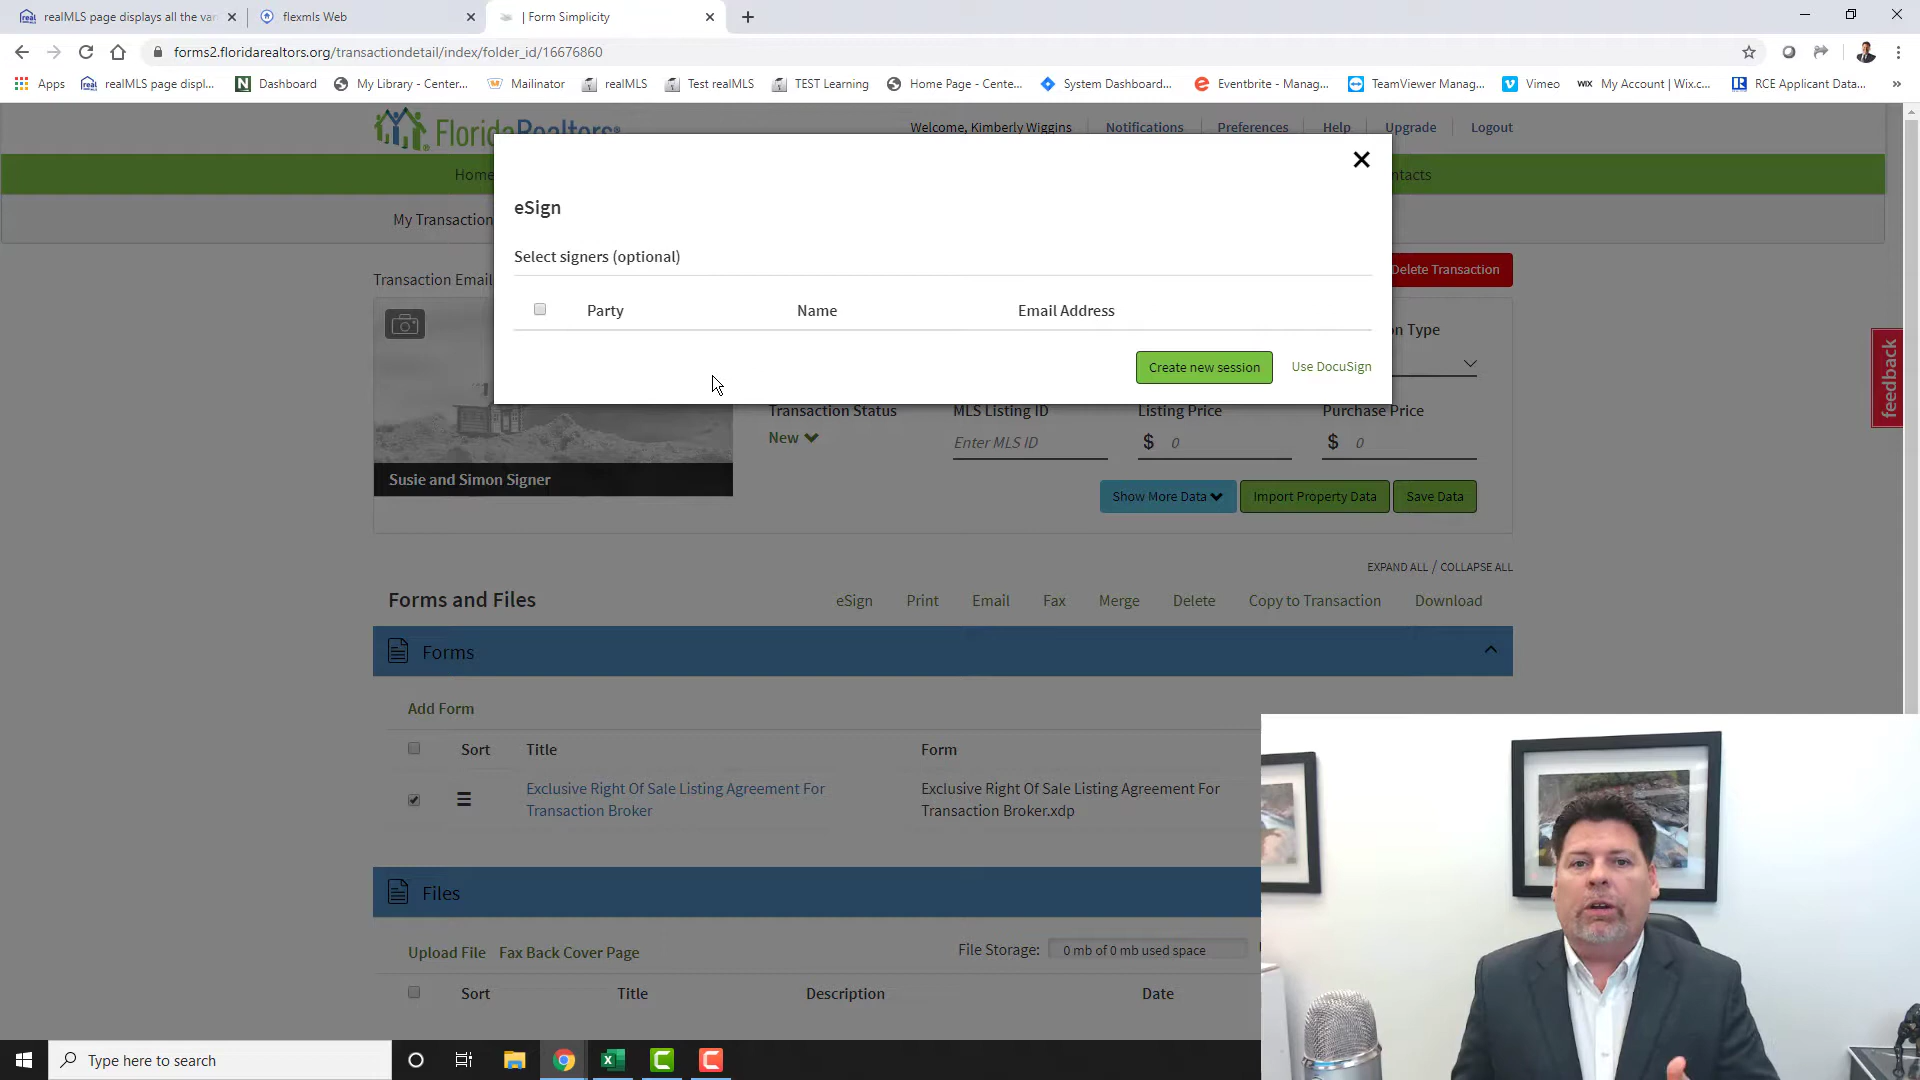 realMLS page displays all the var
flexmls Web
| Form Simplicity
forms2.floridarealtors.org/transactiondetail/index/folder_id/16676860
Apps
realMLS page displ...
Dashboard
My Library - Center...
Mailinator
realMLS
Test realMLS
TEST Learning
Home Page - Cente...
System Dashboard...
Eventbrite - Manag...
TeamViewer Manag...
Vimeo
My Account | Wix.c...
RCE Applicant Data...
FloridaRealtors
Welcome, Kimberly Wiggins
Notifications
Preferences
Help
Upgrade
Logout
Home
ntacts
My Transaction
eSign
Select signers (optional)
Party
Name
Email Address
Create new session
Use DocuSign
Transaction Email
Delete Transaction
n Type
Transaction Status
MLS Listing ID
Listing Price
Purchase Price
New
Enter MLS ID
$ 0
$ 0
Susie and Simon Signer
Show More Data
Import Property Data
Save Data
feedback
EXPAND ALL / COLLAPSE ALL
Forms and Files
eSign
Print
Email
Fax
Merge
Delete
Copy to Transaction
Download
Forms
Add Form
Sort
Title
Form
Exclusive Right Of Sale Listing Agreement For
Transaction Broker
Exclusive Right Of Sale Listing Agreement For
Transaction Broker.xdp
Files
Upload File
Fax Back Cover Page
File Storage:
0 mb of 0 mb used space
Sort
Title
Description
Date
Type here to search